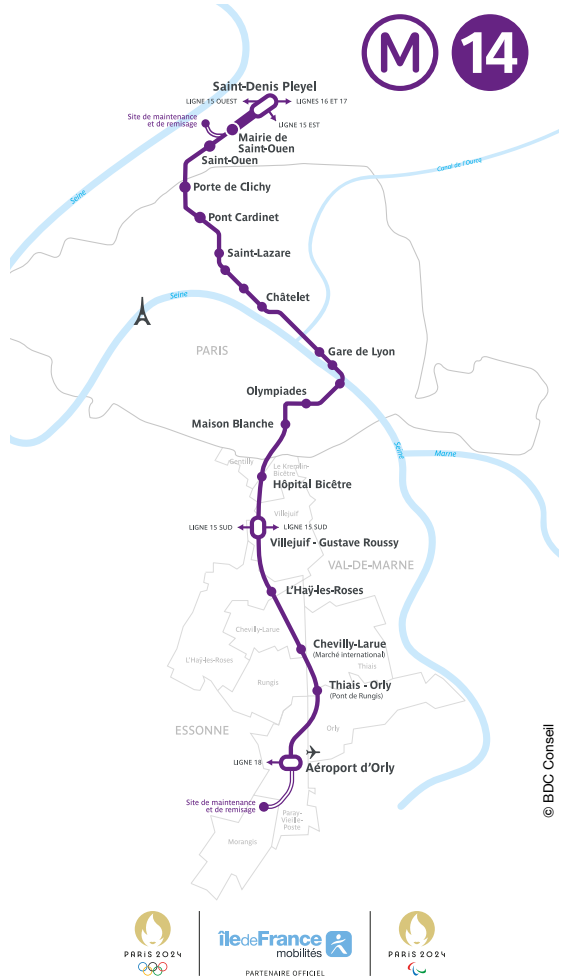 M 14
Saint-Denis Pleyel
LIGNE 15 OUEST
LIGNES 16 ET 17
LIGNE 15 EST
Site de maintenance
et de remisage
Mairie de
Saint-Ouen
Saint-Ouen
Seine
Canal de l'Ourcq
Porte de Clichy
Pont Cardinet
Saint-Lazare
Seine
Châtelet
PARIS
Gare de Lyon
Olympiades
Maison Blanche
Seine
Marne
Gentilly
Le Kremlin-
Bicêtre
Hôpital Bicêtre
Villejuif
LIGNE 15 SUD
LIGNE 15 SUD
Villejuif - Gustave Roussy
VAL-DE-MARNE
L'Haÿ-les-Roses
Chevilly-Larue
Chevilly-Larue
(Marché international)
L'Haÿ-les-Roses
Thiais
Rungis
Thiais - Orly
(Pont de Rungis)
ESSONNE
Orly
LIGNE 18
Aéroport d'Orly
Site de maintenance
et de remisage
Paray-
Vieille-
Poste
Morangis
© BDC Conseil
PARIS 2024
île de France
mobilités
PARTENAIRE OFFICIEL
PARIS 2024